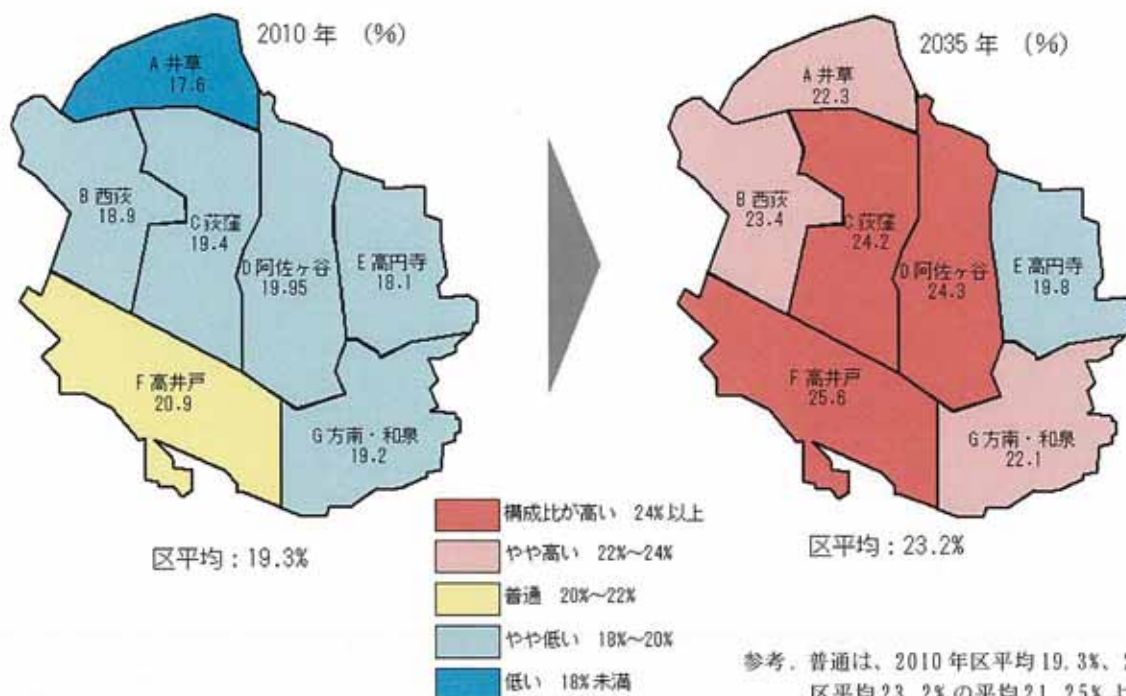 2010年 (%)
A 井草
17.6
B 西荻
18.9
C 荻窪
19.4
D 阿佐ヶ谷
19.95
E 高円寺
18.1
F 高井戸
20.9
G 方南・和泉
19.2
区平均：19.3%
2035年 (%)
A 井草
22.3
B 西荻
23.4
C 荻窪
24.2
D 阿佐ヶ谷
24.3
E 高円寺
19.8
F 高井戸
25.6
G 方南・和泉
22.1
区平均：23.2%
構成比が高い 24%以上
やや高い 22%～24%
普通 20%～22%
やや低い 18%～20%
低い 18%未満
参考．普通は、2010年区平均19.3%、2
区平均23.2%の平均21.25%